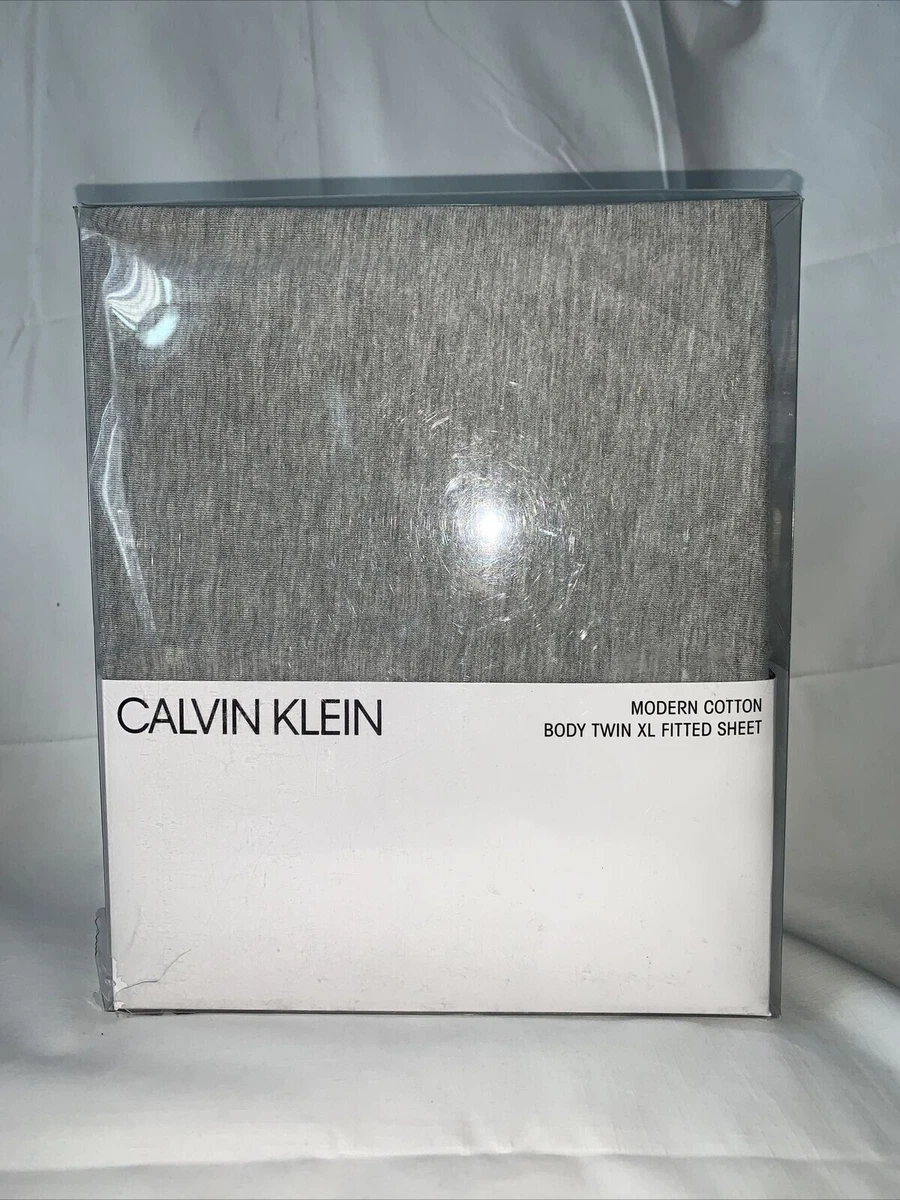 CALVIN KLEIN
MODERN COTTON
BODY TWIN XL FITTED SHEET